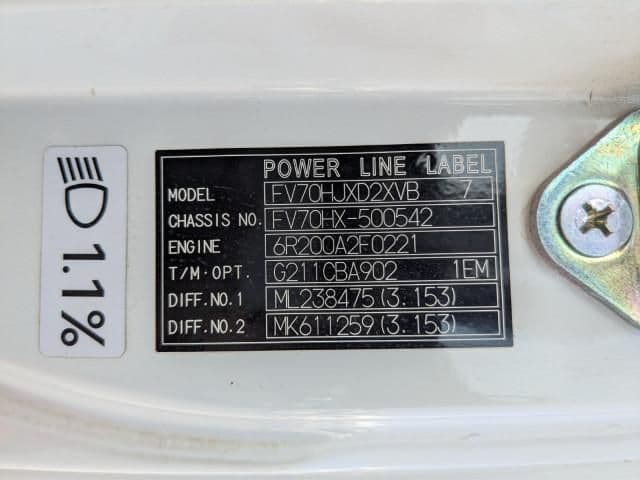 POWER LINE LABEL
MODEL FV70HJXD2XVB 7
CHASSIS NO. FV70HX-500542
ENGINE 6R200A2F0221
T/M·OPT. G211CBA902 1EM
DIFF.NO.1 ML238475(3.153)
DIFF.NO.2 MK611259(3.153)
1.1%